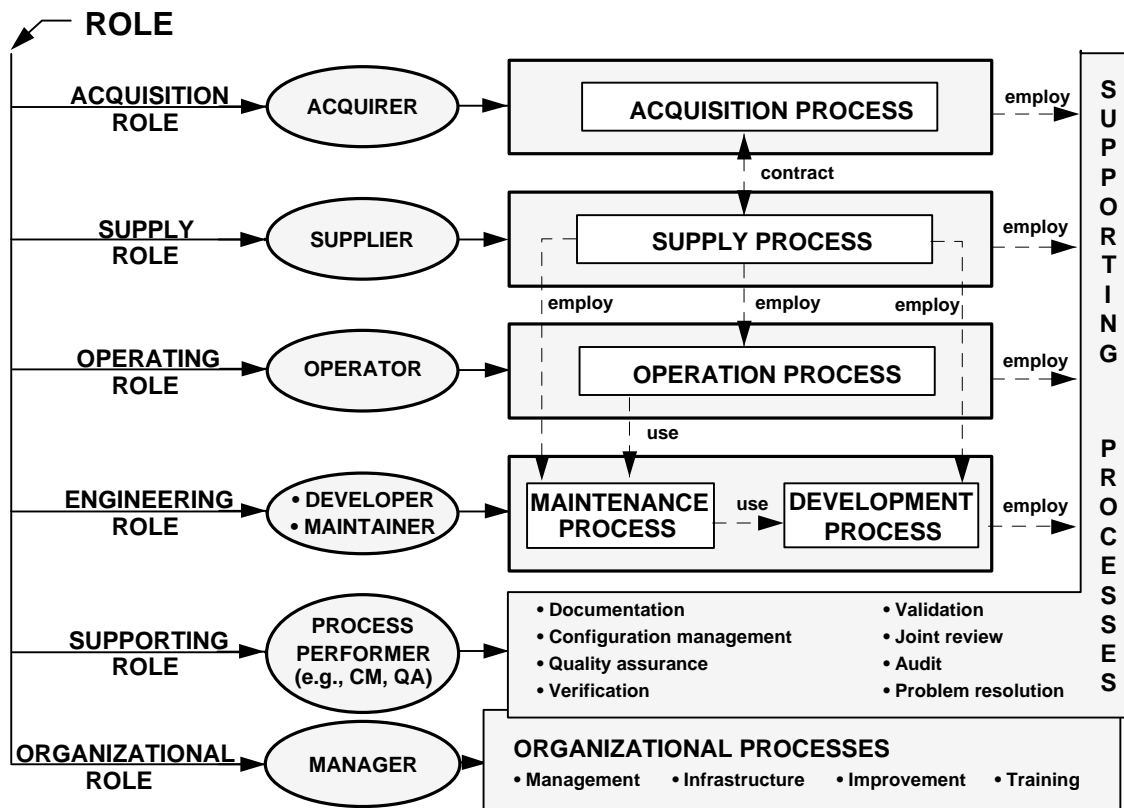 ROLE
ACQUISITION
ROLE
ACQUIRER
ACQUISITION PROCESS
employ
contract
SUPPLY
ROLE
SUPPLIER
SUPPLY PROCESS
employ
employ
employ
employ
OPERATING
ROLE
OPERATOR
OPERATION PROCESS
employ
use
ENGINEERING
ROLE
• DEVELOPER
• MAINTAINER
MAINTENANCE
PROCESS
use
DEVELOPMENT
PROCESS
employ
SUPPORTING PROCESSES
SUPPORTING
ROLE
PROCESS
PERFORMER
(e.g., CM, QA)
• Documentation
• Configuration management
• Quality assurance
• Verification
• Validation
• Joint review
• Audit
• Problem resolution
ORGANIZATIONAL
ROLE
MANAGER
ORGANIZATIONAL PROCESSES
• Management • Infrastructure • Improvement • Training